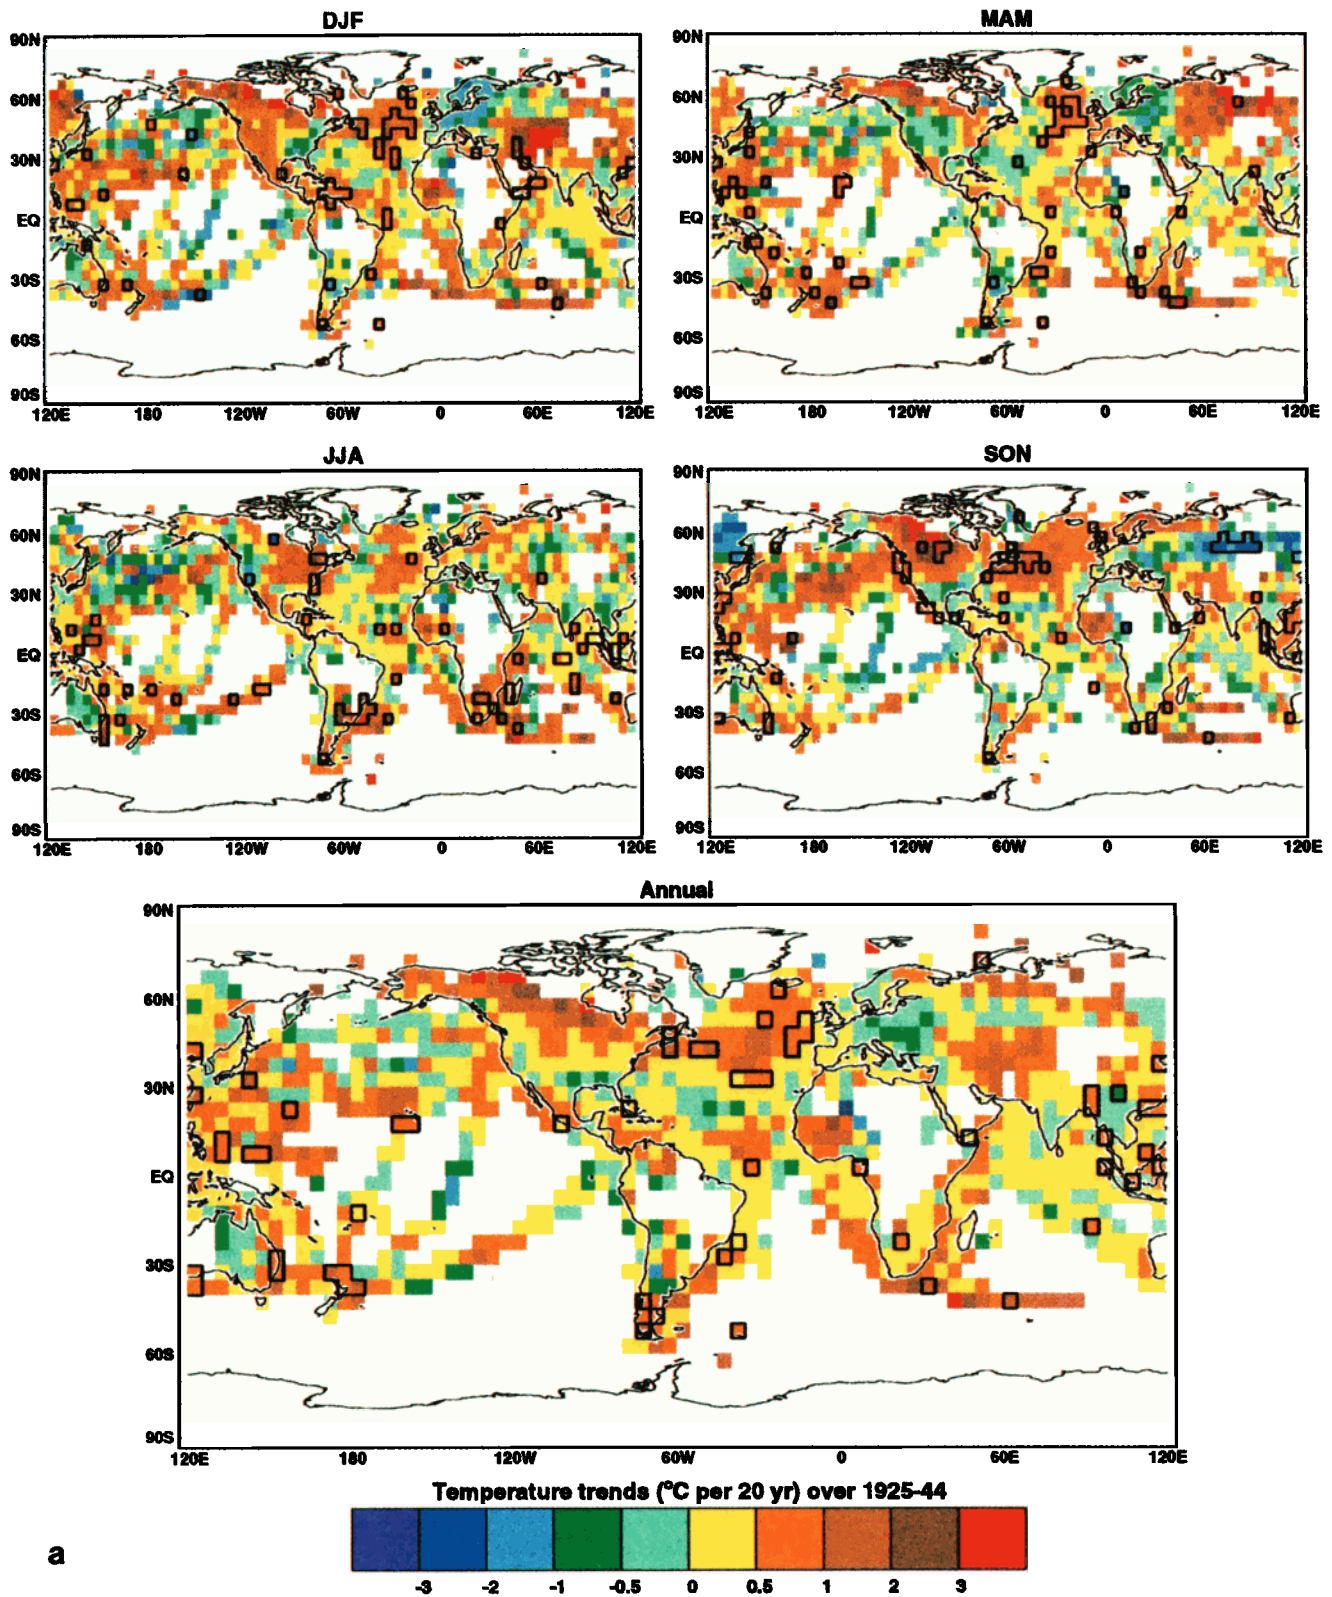 DJF
MAM
90N
60N
30N
EQ
30S
60S
90S
120E 180 120W 60W 0 60E 120E
90N
60N
30N
EQ
30S
60S
90S
120E 180 120W 60W 0 60E 120E
JJA
SON
90N
60N
30N
EQ
30S
60S
90S
120E 180 120W 60W 0 60E 120E
90N
60N
30N
EQ
30S
60S
90S
120E 180 120W 60W 0 60E 120E
Annual
90N
60N
30N
EQ
30S
60S
90S
120E 180 120W 60W 0 60E 120E
Temperature trends (°C per 20 yr) over 1925-44
-3 -2 -1 -0.5 0 0.5 1 2 3
a